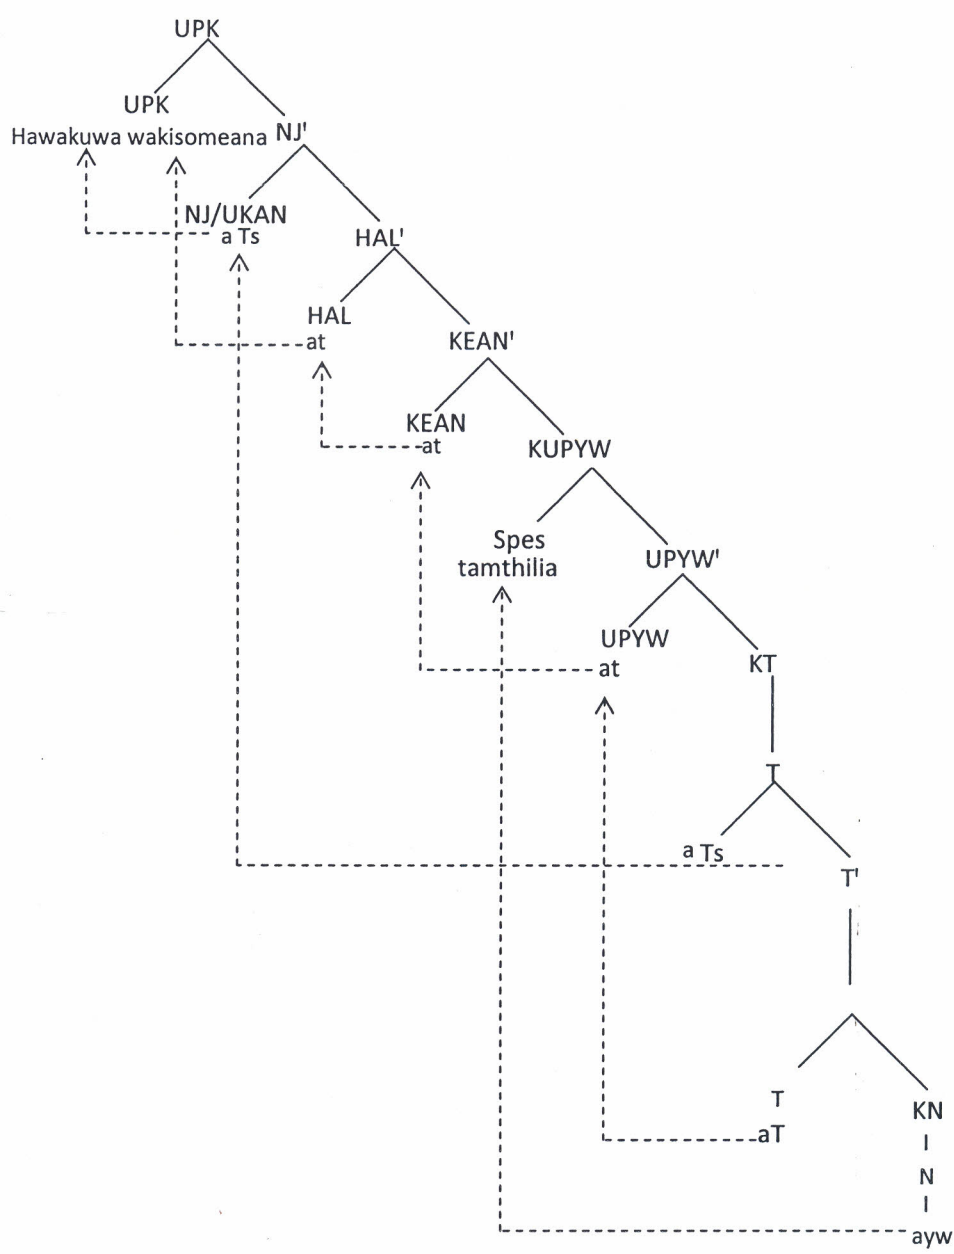 UPK
UPK
Hawakuwa wakisomeana NJ'
NJ/UKAN
a Ts
HAL'
HAL
at
KEAN'
KEAN
at
KUPYW
Spes
tamthilia
UPYW'
UPYW
at
KT
T
a Ts
T'
T
aT
KN
N
ayw